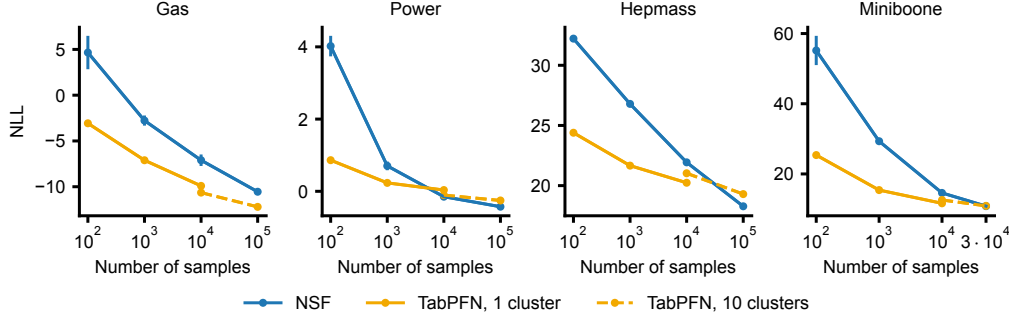 Gas
Power
Hepmass
Miniboone
NLL
5
0
−5
−10
10^2
10^3
10^4
10^5
Number of samples
4
2
0
10^2
10^3
10^4
10^5
Number of samples
30
25
20
10^2
10^3
10^4
10^5
Number of samples
60
40
20
10^2
10^3
10^4
3 · 10^4
Number of samples
NSF
TabPFN, 1 cluster
TabPFN, 10 clusters